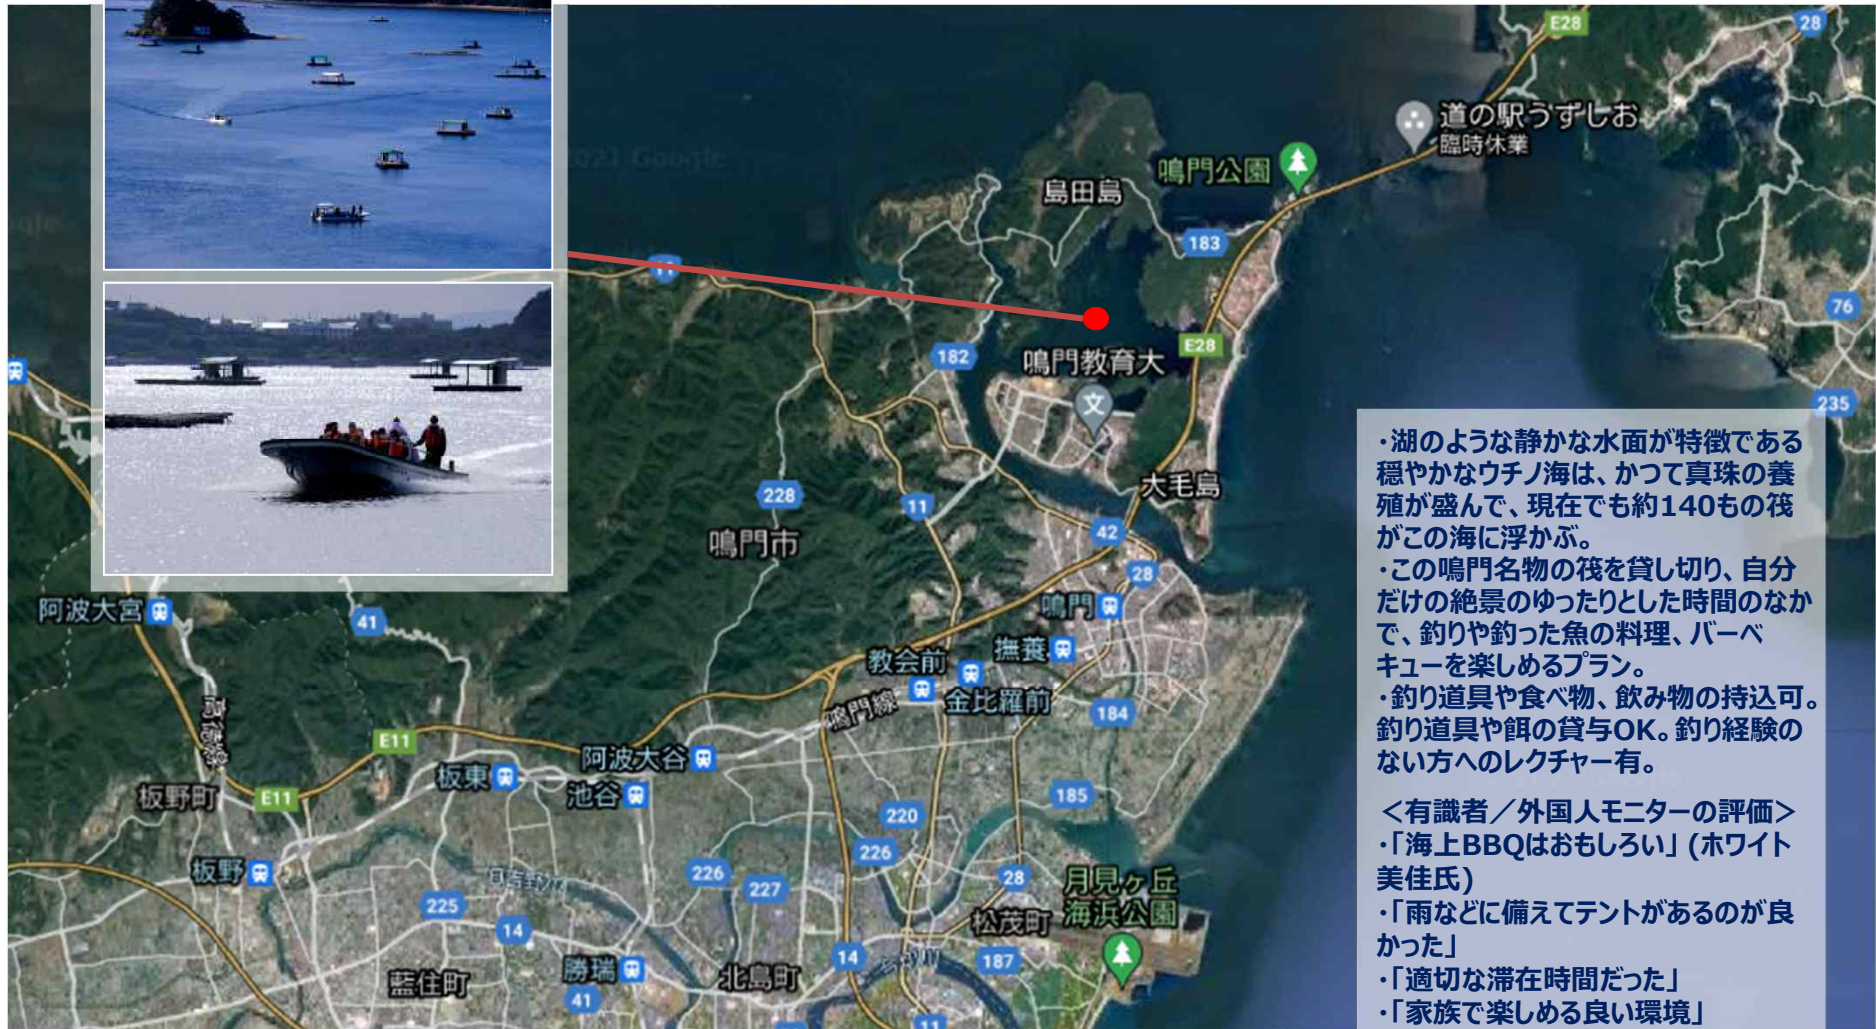 E28
28
道の駅うずしお
臨時休業
2021 Google
鳴門公園
島田島
183
11
76
E28
182
鳴門教育大
文
235
大毛島
228
11
鳴門市
42
28
阿波大宮
41
鳴門
撫養
教会前
金比羅前
鳴門線
184
高徳線
E11
阿波大谷
板東
池谷
板野町
E11
185
220
226
板野
226
227
28
月見ヶ丘
海浜公園
225
14
松茂町
14
187
勝瑞
北島町
藍住町
41
11
・湖のような静かな水面が特徴である
穏やかなウチノ海は、かつて真珠の養
殖が盛んで、現在でも約140もの筏
がこの海に浮かぶ。
・この鳴門名物の筏を貸し切り、自分
だけの絶景のゆったりとした時間のなか
で、釣りや釣った魚の料理、バーベ
キューを楽しめるプラン。
・釣り道具や食べ物、飲み物の持込可。
釣り道具や餌の貸与OK。釣り経験の
ない方へのレクチャー有。
＜有識者／外国人モニターの評価＞
・「海上BBQはおもしろい」(ホワイト
美佳氏)
・「雨などに備えてテントがあるのが良
かった」
・「適切な滞在時間だった」
・「家族で楽しめる良い環境」